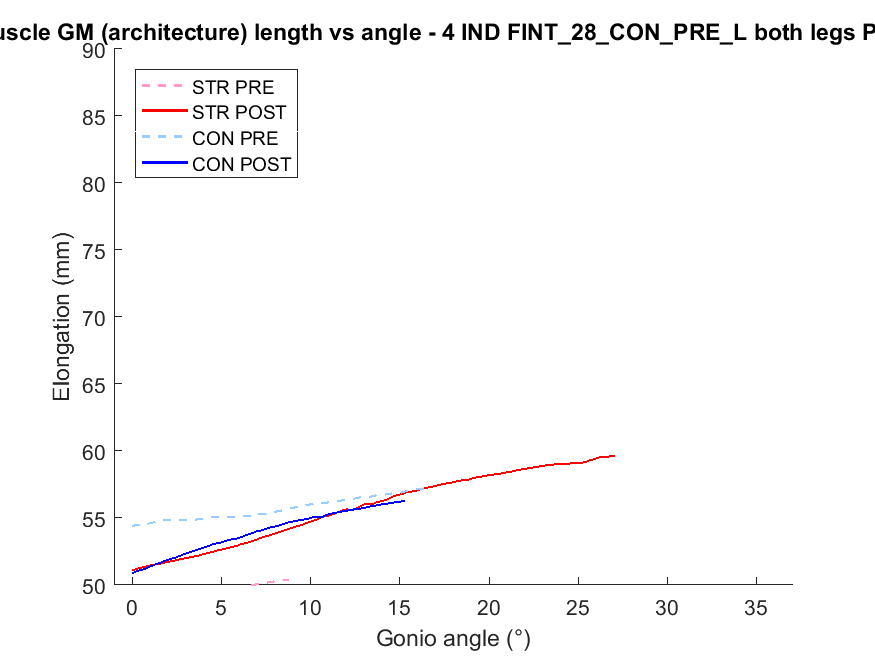 uscle GM (architecture) length vs angle - 4 IND FINT_28_CON_PRE_L both legs P
90
85
80
75
70
65
60
55
50
Elongation (mm)
STR PRE
STR POST
CON PRE
CON POST
0 5 10 15 20 25 30 35
Gonio angle (°)